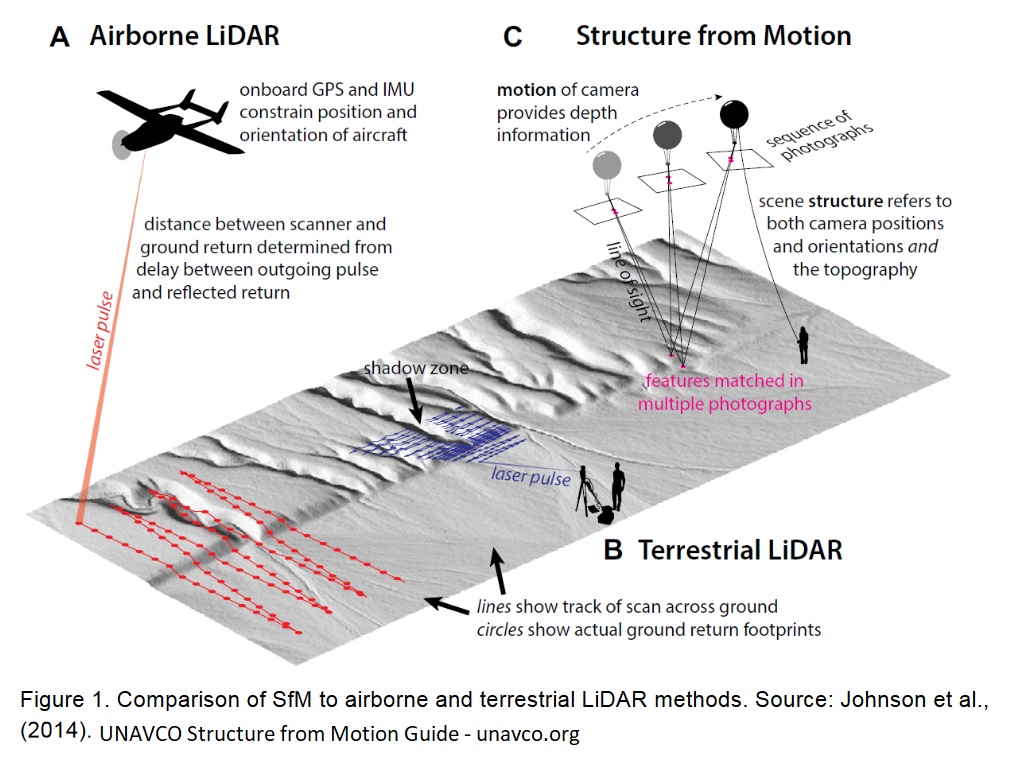 A Airborne LiDAR
onboard GPS and IMU
constrain position and
orientation of aircraft
distance between scanner and
ground return determined from
delay between outgoing pulse
and reflected return
laser pulse
C Structure from Motion
motion of camera
provides depth
information
sequence of
photographs
scene structure refers to
both camera positions
and orientations and
the topography
line of sight
features matched in
multiple photographs
shadow zone
laser pulse
B Terrestrial LiDAR
lines show track of scan across ground
circles show actual ground return footprints
Figure 1. Comparison of SfM to airborne and terrestrial LiDAR methods. Source: Johnson et al.,
(2014). UNAVCO Structure from Motion Guide - unavco.org